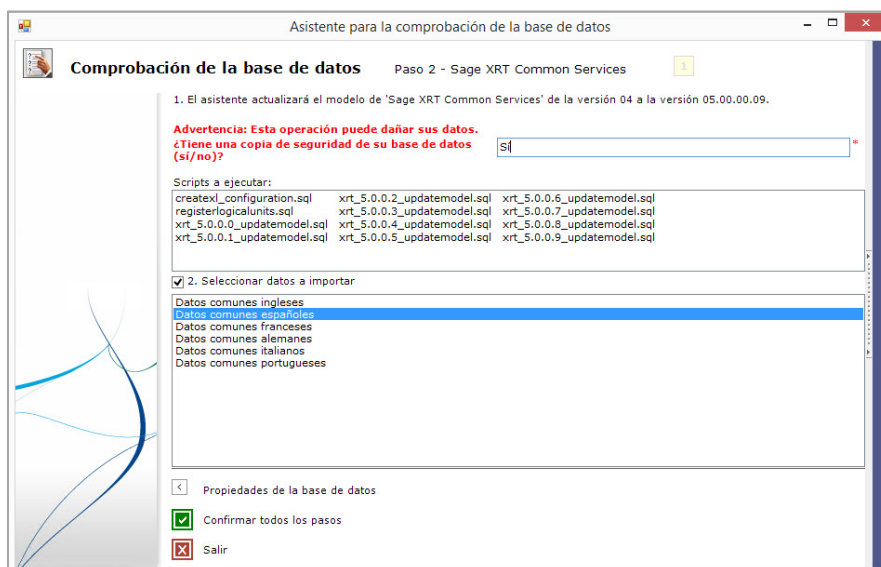 Asistente para la comprobación de la base de datos
Comprobación de la base de datos Paso 2 - Sage XRT Common Services 1
1. El asistente actualizará el modelo de 'Sage XRT Common Services' de la versión 04 a la versión 05.00.00.09.
Advertencia: Esta operación puede dañar sus datos.
¿Tiene una copia de seguridad de su base de datos
(sí/no)?
Sí
*
Scripts a ejecutar:
createxl_configuration.sql xrt_5.0.0.2_updatemodel.sql xrt_5.0.0.6_updatemodel.sql
registerlogicalunits.sql xrt_5.0.0.3_updatemodel.sql xrt_5.0.0.7_updatemodel.sql
xrt_5.0.0.0_updatemodel.sql xrt_5.0.0.4_updatemodel.sql xrt_5.0.0.8_updatemodel.sql
xrt_5.0.0.1_updatemodel.sql xrt_5.0.0.5_updatemodel.sql xrt_5.0.0.9_updatemodel.sql
2. Seleccionar datos a importar
Datos comunes ingleses
Datos comunes españoles
Datos comunes franceses
Datos comunes alemanes
Datos comunes italianos
Datos comunes portugueses
Propiedades de la base de datos
Confirmar todos los pasos
Salir